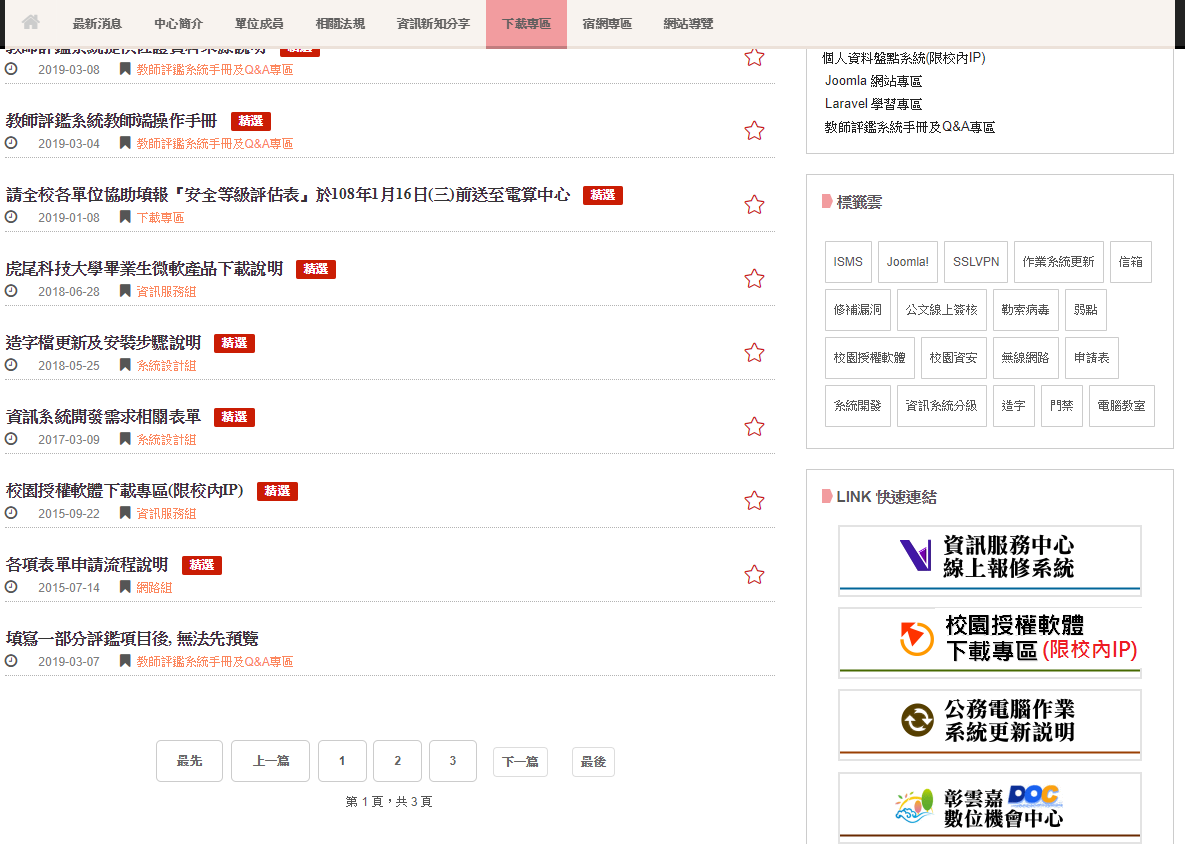 最新消息 中心簡介 單位成員 相關法規 資訊新知分享 下載專區 宿網專區 網站導覽
教師評鑑系統提供佐證資料來源說明 精選
2019-03-08 教師評鑑系統手冊及Q&A專區
教師評鑑系統教師端操作手冊 精選
2019-03-04 教師評鑑系統手冊及Q&A專區
請全校各單位協助填報『安全等級評估表』於108年1月16日(三)前送至電算中心 精選
2019-01-08 下載專區
虎尾科技大學畢業生微軟產品下載說明 精選
2018-06-28 資訊服務組
造字檔更新及安裝步驟說明 精選
2018-05-25 系統設計組
資訊系統開發需求相關表單 精選
2017-03-09 系統設計組
校園授權軟體下載專區(限校內IP) 精選
2015-09-22 資訊服務組
各項表單申請流程說明 精選
2015-07-14 網路組
填寫一部分評鑑項目後, 無法先預覽
2019-03-07 教師評鑑系統手冊及Q&A專區
最先 上一篇 1 2 3 下一篇 最後
第 1 頁，共 3 頁
個人資料盤點系統(限校內IP)
Joomla 網站專區
Laravel 學習專區
教師評鑑系統手冊及Q&A專區
標籤雲
ISMS Joomla! SSLVPN 作業系統更新 信箱
修補漏洞 公文線上簽核 勒索病毒 弱點
校園授權軟體 校園資安 無線網路 申請表
系統開發 資訊系統分級 造字 門禁 電腦教室
LINK 快速連結
資訊服務中心
線上報修系統
校園授權軟體
下載專區(限校內IP)
公務電腦作業
系統更新說明
彰雲嘉 DOC
數位機會中心